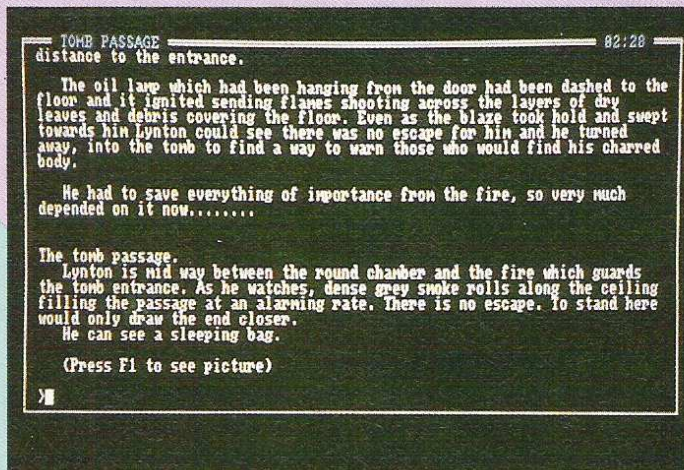 TOMB PASSAGE 02:28
distance to the entrance.
The oil lamp which had been hanging from the door had been dashed to the
floor and it ignited sending flames shooting across the layers of dry
leaves and debris covering the floor. Even as the blaze took hold and swept
towards him Lynton could see there was no escape for him and he turned
away, into the tomb to find a way to warn those who would find his charred
body.
He had to save everything of importance from the fire, so very much
depended on it now........
The tomb passage.
Lynton is mid way between the round chamber and the fire which guards
the tomb entrance. As he watches, dense grey smoke rolls along the ceiling
filling the passage at an alarming rate. There is no escape. To stand here
would only draw the end closer.
He can see a sleeping bag.
(Press F1 to see picture)
>